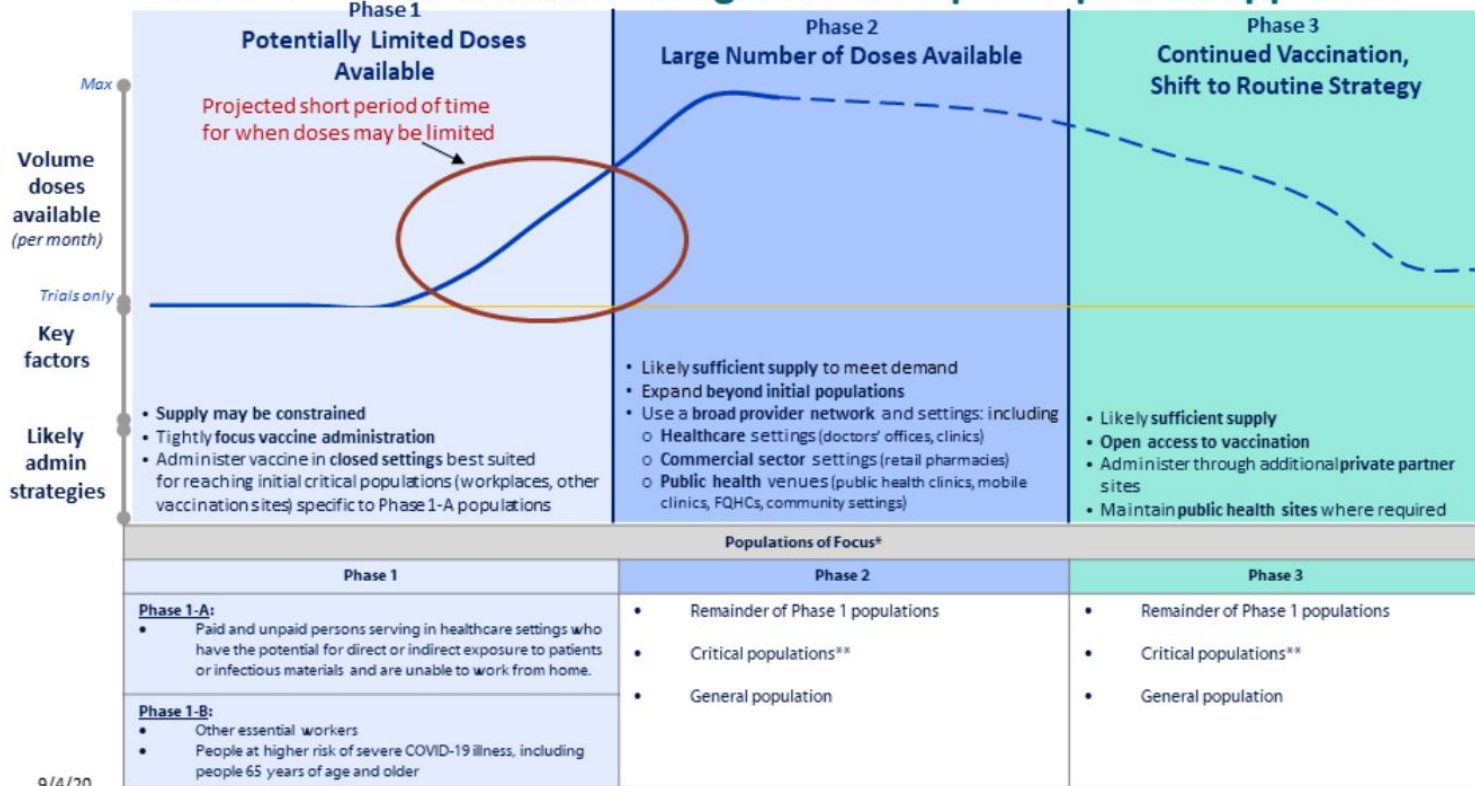 Phase 1
Potentially Limited Doses
Available
Projected short period of time
for when doses may be limited
Phase 2
Large Number of Doses Available
Phase 3
Continued Vaccination,
Shift to Routine Strategy
Max
Volume
doses
available
(per month)
Trials only
Key
factors
Likely
admin
strategies
• Supply may be constrained
• Tightly focus vaccine administration
• Administer vaccine in closed settings best suited
for reaching initial critical populations (workplaces, other
vaccination sites) specific to Phase 1-A populations
• Likely sufficient supply to meet demand
• Expand beyond initial populations
• Use a broad provider network and settings: including
o Healthcare settings (doctors' offices, clinics)
o Commercial sector settings (retail pharmacies)
o Public health venues (public health clinics, mobile
clinics, FQHCs, community settings)
• Likely sufficient supply
• Open access to vaccination
• Administer through additional private partner
sites
• Maintain public health sites where required
Populations of Focus*
Phase 1
Phase 2
Phase 3
Phase 1-A:
• Paid and unpaid persons serving in healthcare settings who
have the potential for direct or indirect exposure to patients
or infectious materials and are unable to work from home.
Phase 1-B:
• Other essential workers
• People at higher risk of severe COVID-19 illness, including
people 65 years of age and older
• Remainder of Phase 1 populations
• Critical populations**
• General population
• Remainder of Phase 1 populations
• Critical populations**
• General population
9/4/20